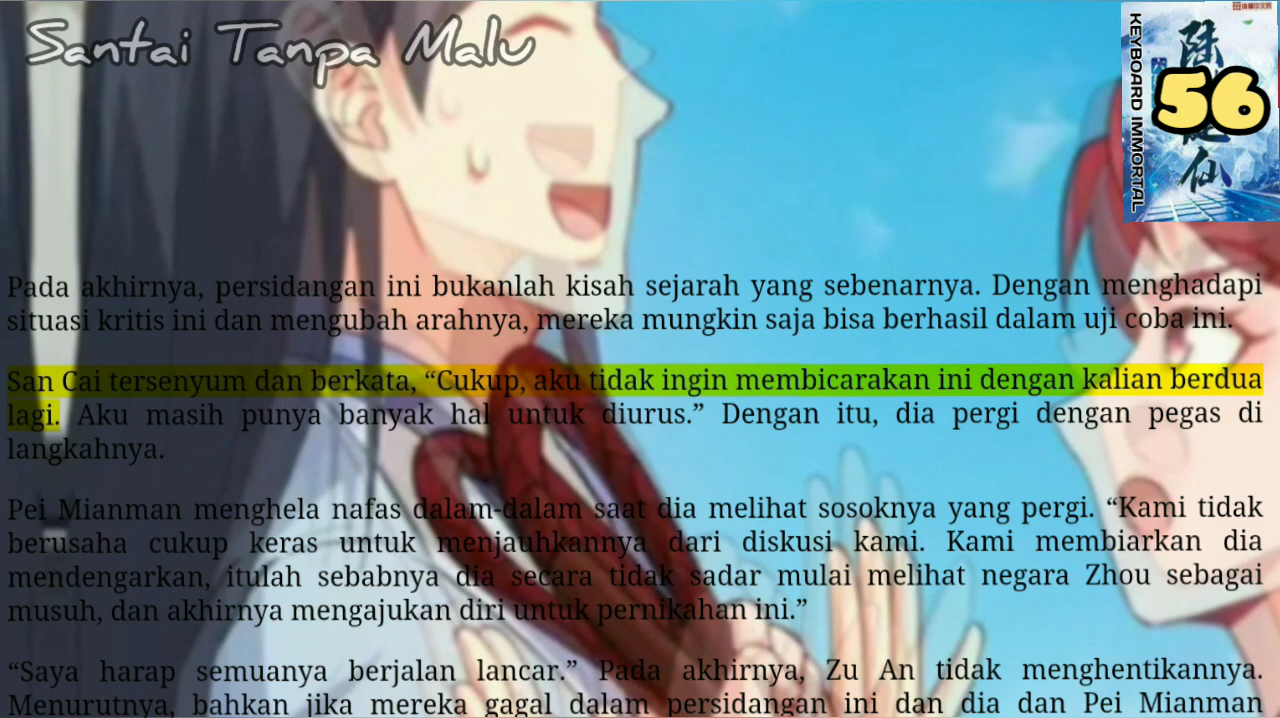 Santai Tanpa Malu
KEYBOARD IMMORTAL
56
Pada akhirnya, persidangan ini bukanlah kisah sejarah yang sebenarnya. Dengan menghadapi
situasi kritis ini dan mengubah arahnya, mereka mungkin saja bisa berhasil dalam uji coba ini.
San Cai tersenyum dan berkata, “Cukup, aku tidak ingin membicarakan ini dengan kalian berdua
lagi. Aku masih punya banyak hal untuk diurus.” Dengan itu, dia pergi dengan pegas di
langkahnya.
Pei Mianman menghela nafas dalam-dalam saat dia melihat sosoknya yang pergi. “Kami tidak
berusaha cukup keras untuk menjauhkannya dari diskusi kami. Kami membiarkan dia
mendengarkan, itulah sebabnya dia secara tidak sadar mulai melihat negara Zhou sebagai
musuh, dan akhirnya mengajukan diri untuk pernikahan ini.”
“Saya harap semuanya berjalan lancar.” Pada akhirnya, Zu An tidak menghentikannya.
Menurutnya, bahkan jika mereka gagal dalam persidangan ini dan dia dan Pei Mianman